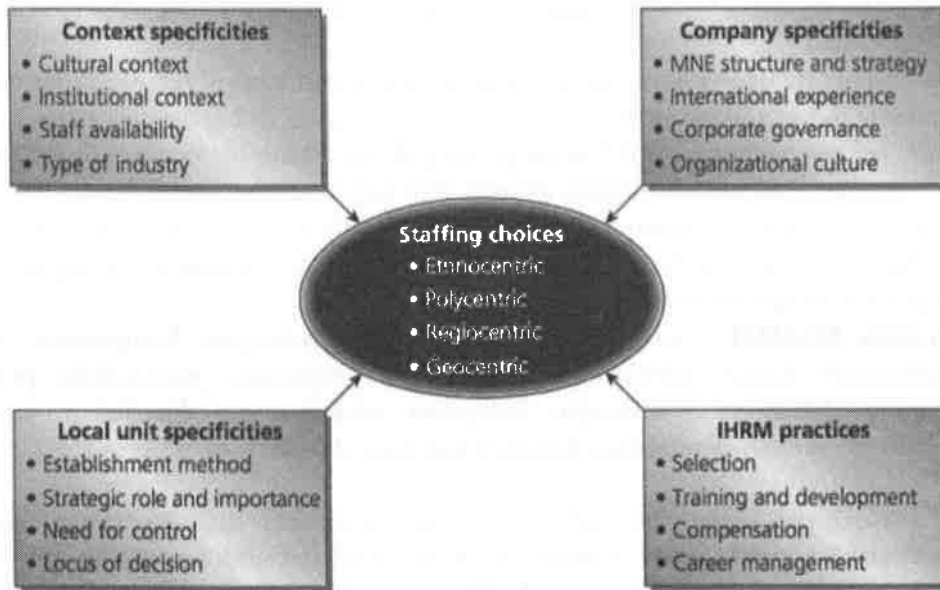 Context specificities
• Cultural context
• Institutional context
• Staff availability
• Type of industry
Company specificities
• MNE structure and strategy
• International experience
• Corporate governance
• Organizational culture
Staffing choices
• Ethnocentric
• Polycentric
• Regiocentric
• Geocentric
Local unit specificities
• Establishment method
• Strategic role and importance
• Need for control
• Locus of decision
IHRM practices
• Selection
• Training and development
• Compensation
• Career management